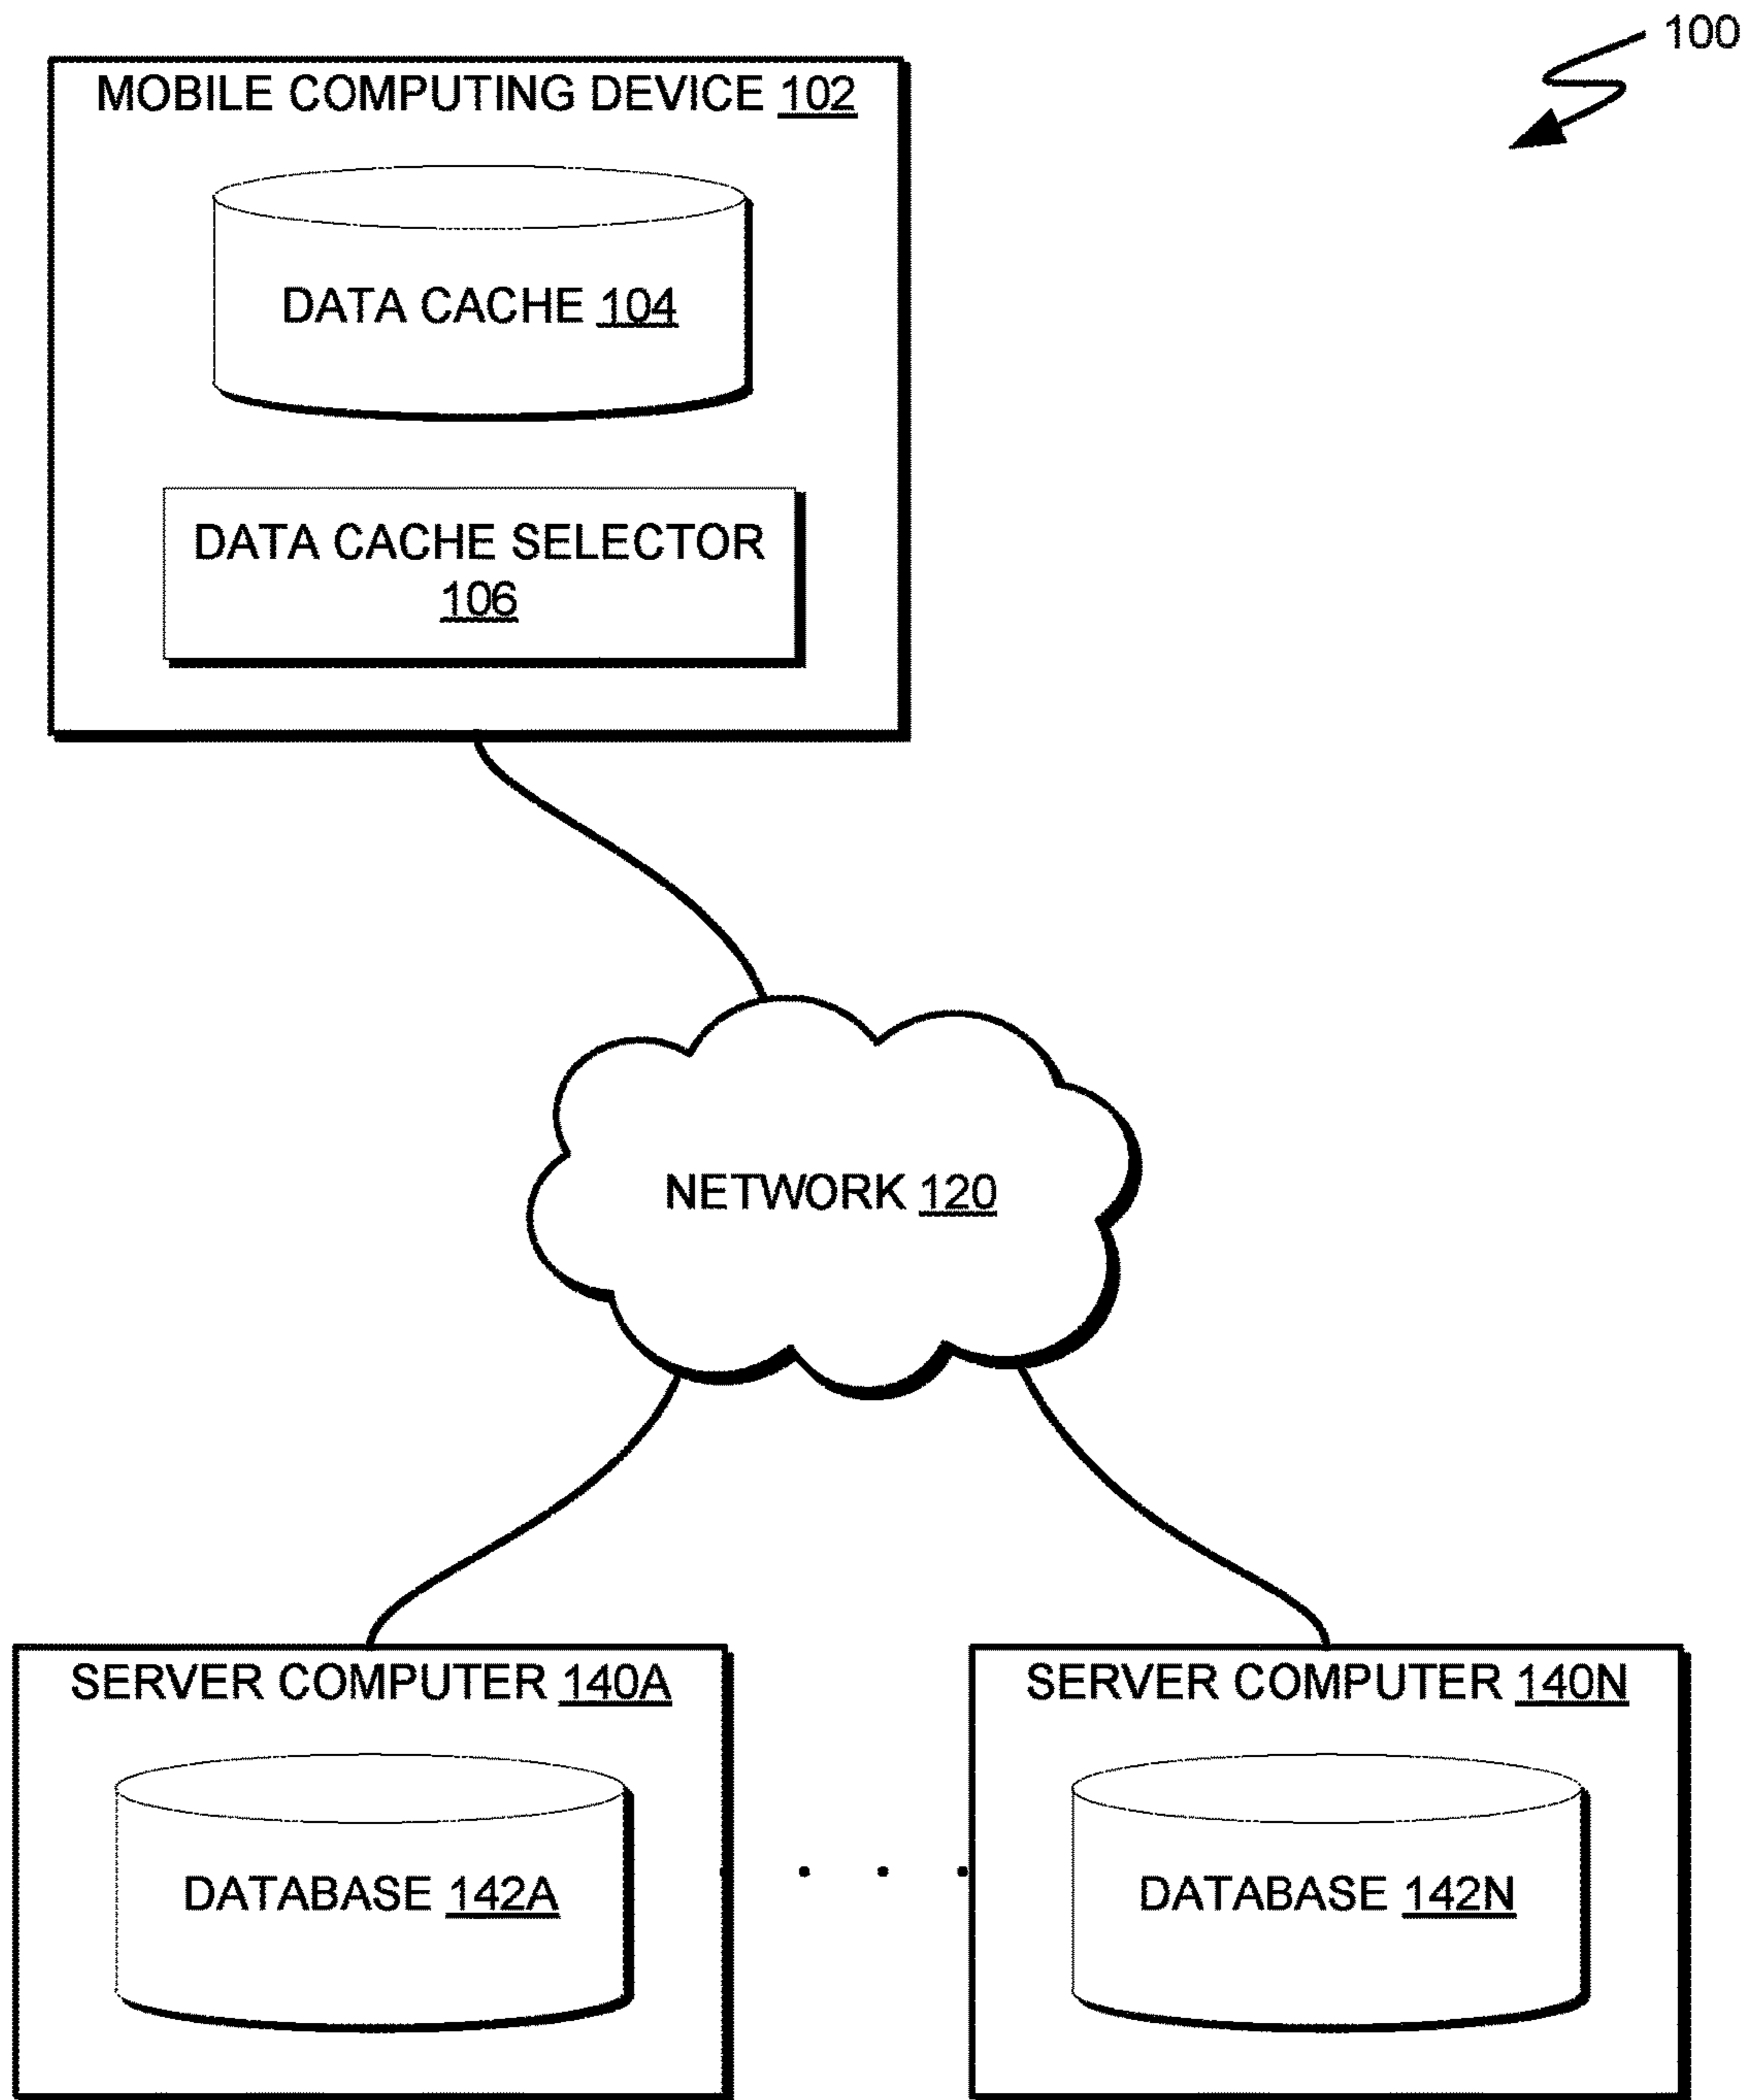 100
MOBILE COMPUTING DEVICE 102
DATA CACHE 104
DATA CACHE SELECTOR
106
NETWORK 120
SERVER COMPUTER 140A
SERVER COMPUTER 140N
DATABASE 142A
DATABASE 142N